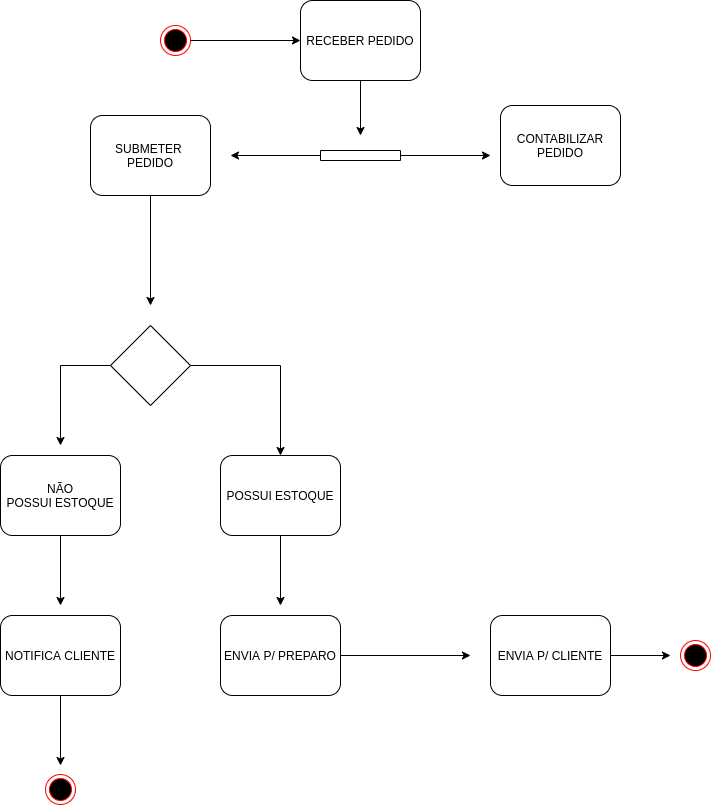 RECEBER PEDIDO
SUBMETER
PEDIDO
CONTABILIZAR
PEDIDO
NÃO
POSSUI ESTOQUE
POSSUI ESTOQUE
NOTIFICA CLIENTE
ENVIA P/ PREPARO
ENVIA P/ CLIENTE